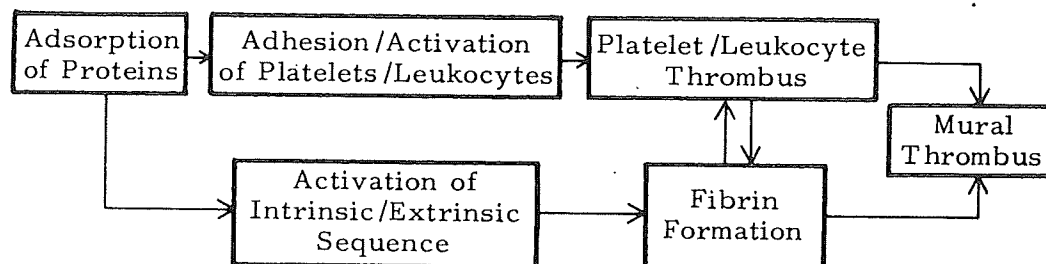 Adsorption
of Proteins
Adhesion/Activation
of Platelets/Leukocytes
Platelet/Leukocyte
Thrombus
Mural
Thrombus
Activation of
Intrinsic/Extrinsic
Sequence
Fibrin
Formation